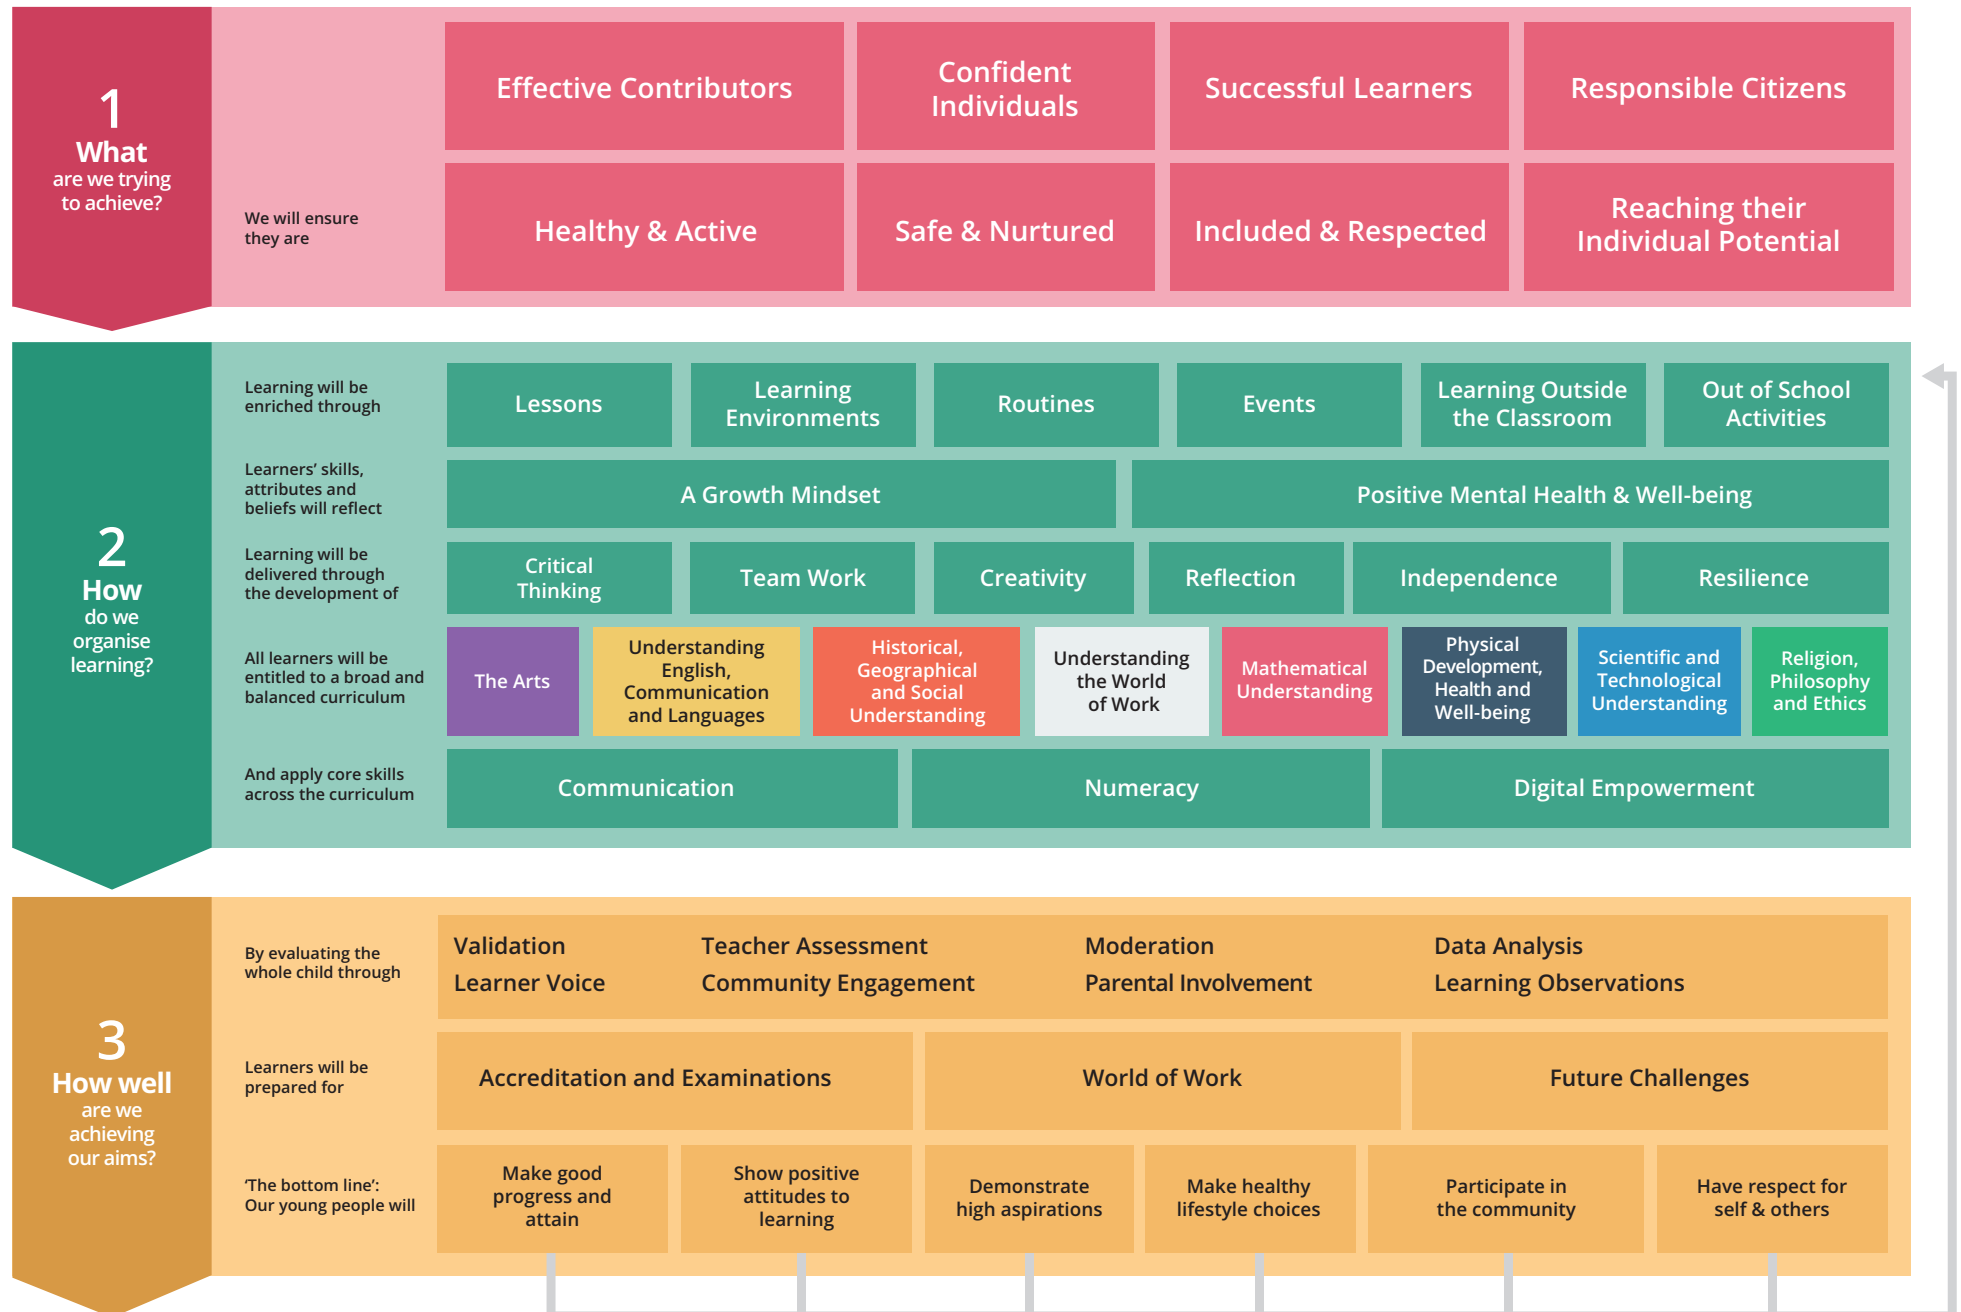 1
What
are we trying
to achieve?
Effective Contributors
Confident
Individuals
Successful Learners
Responsible Citizens
We will ensure
they are
Healthy & Active
Safe & Nurtured
Included & Respected
Reaching their
Individual Potential
2
How
do we
organise
learning?
Learning will be
enriched through
Lessons
Learning
Environments
Routines
Events
Learning Outside
the Classroom
Out of School
Activities
Learners’ skills,
attributes and
beliefs will reflect
A Growth Mindset
Positive Mental Health & Well-being
Learning will be
delivered through
the development of
Critical
Thinking
Team Work
Creativity
Reflection
Independence
Resilience
All learners will be
entitled to a broad and
balanced curriculum
The Arts
Understanding
English,
Communication
and Languages
Historical,
Geographical
and Social
Understanding
Understanding
the World
of Work
Mathematical
Understanding
Physical
Development,
Health and
Well-being
Scientific and
Technological
Understanding
Religion,
Philosophy
and Ethics
And apply core skills
across the curriculum
Communication
Numeracy
Digital Empowerment
3
How well
are we
achieving
our aims?
By evaluating the
whole child through
Validation
Teacher Assessment
Moderation
Data Analysis
Learner Voice
Community Engagement
Parental Involvement
Learning Observations
Learners will be
prepared for
Accreditation and Examinations
World of Work
Future Challenges
‘The bottom line’:
Our young people will
Make good
progress and
attain
Show positive
attitudes to
learning
Demonstrate
high aspirations
Make healthy
lifestyle choices
Participate in
the community
Have respect for
self & others